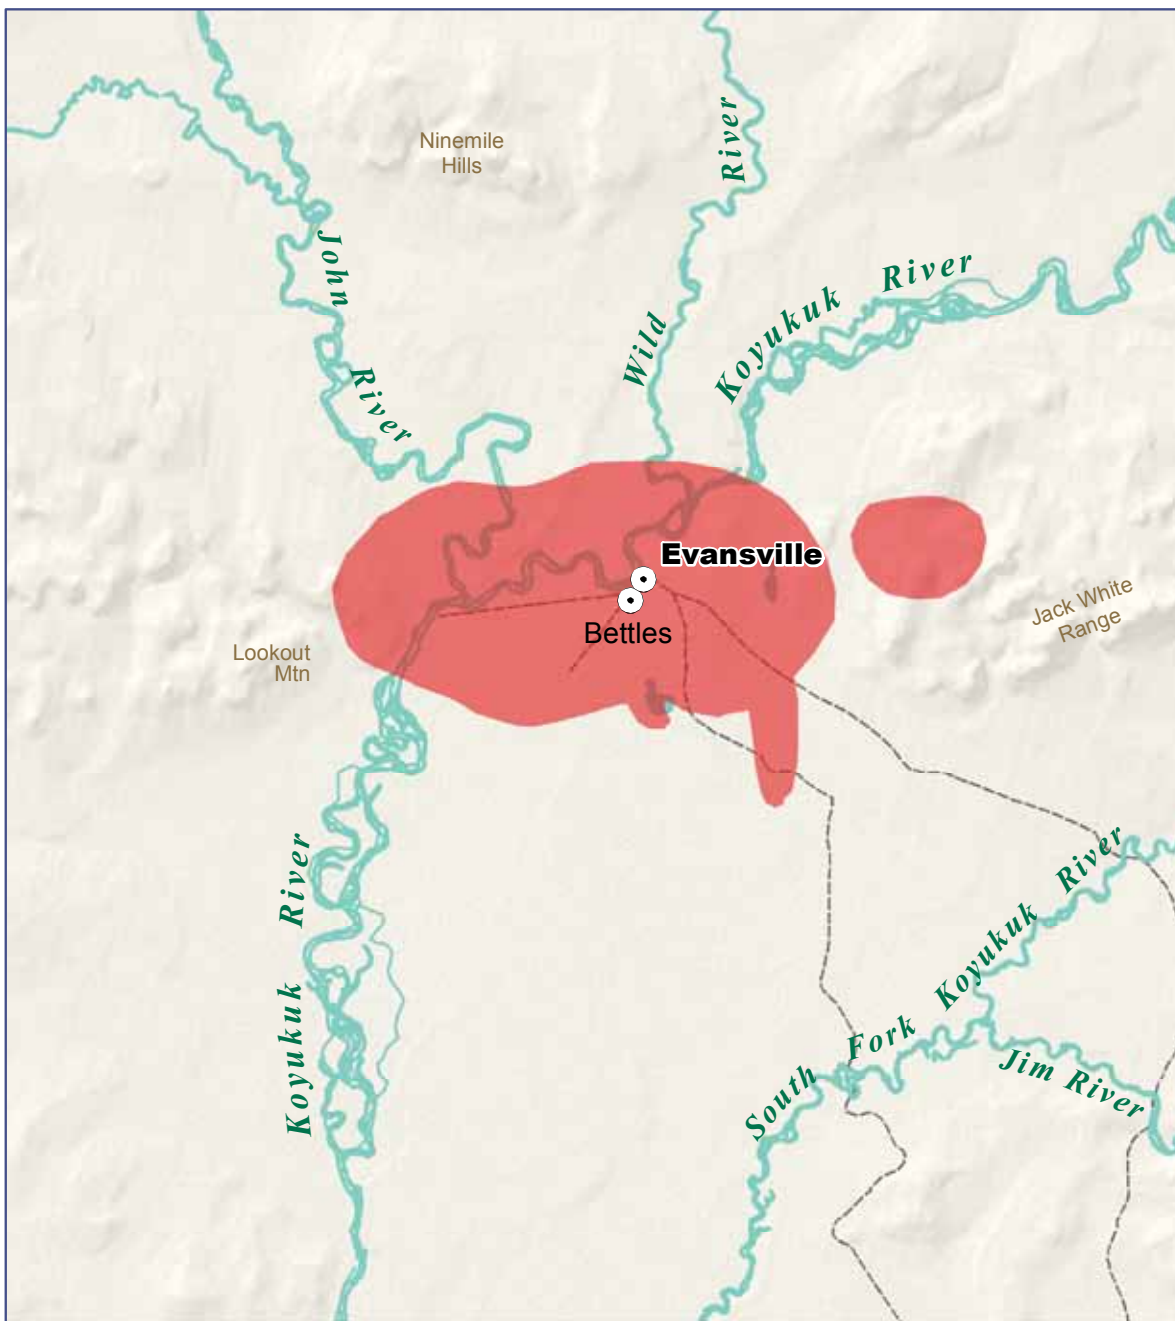 Ninemile
Hills
John
River
Wild
River
Koyukuk River
Evansville
Bettles
Jack White
Range
Lookout
Mtn
Koyukuk River
South Fork Koyukuk River
Jim River